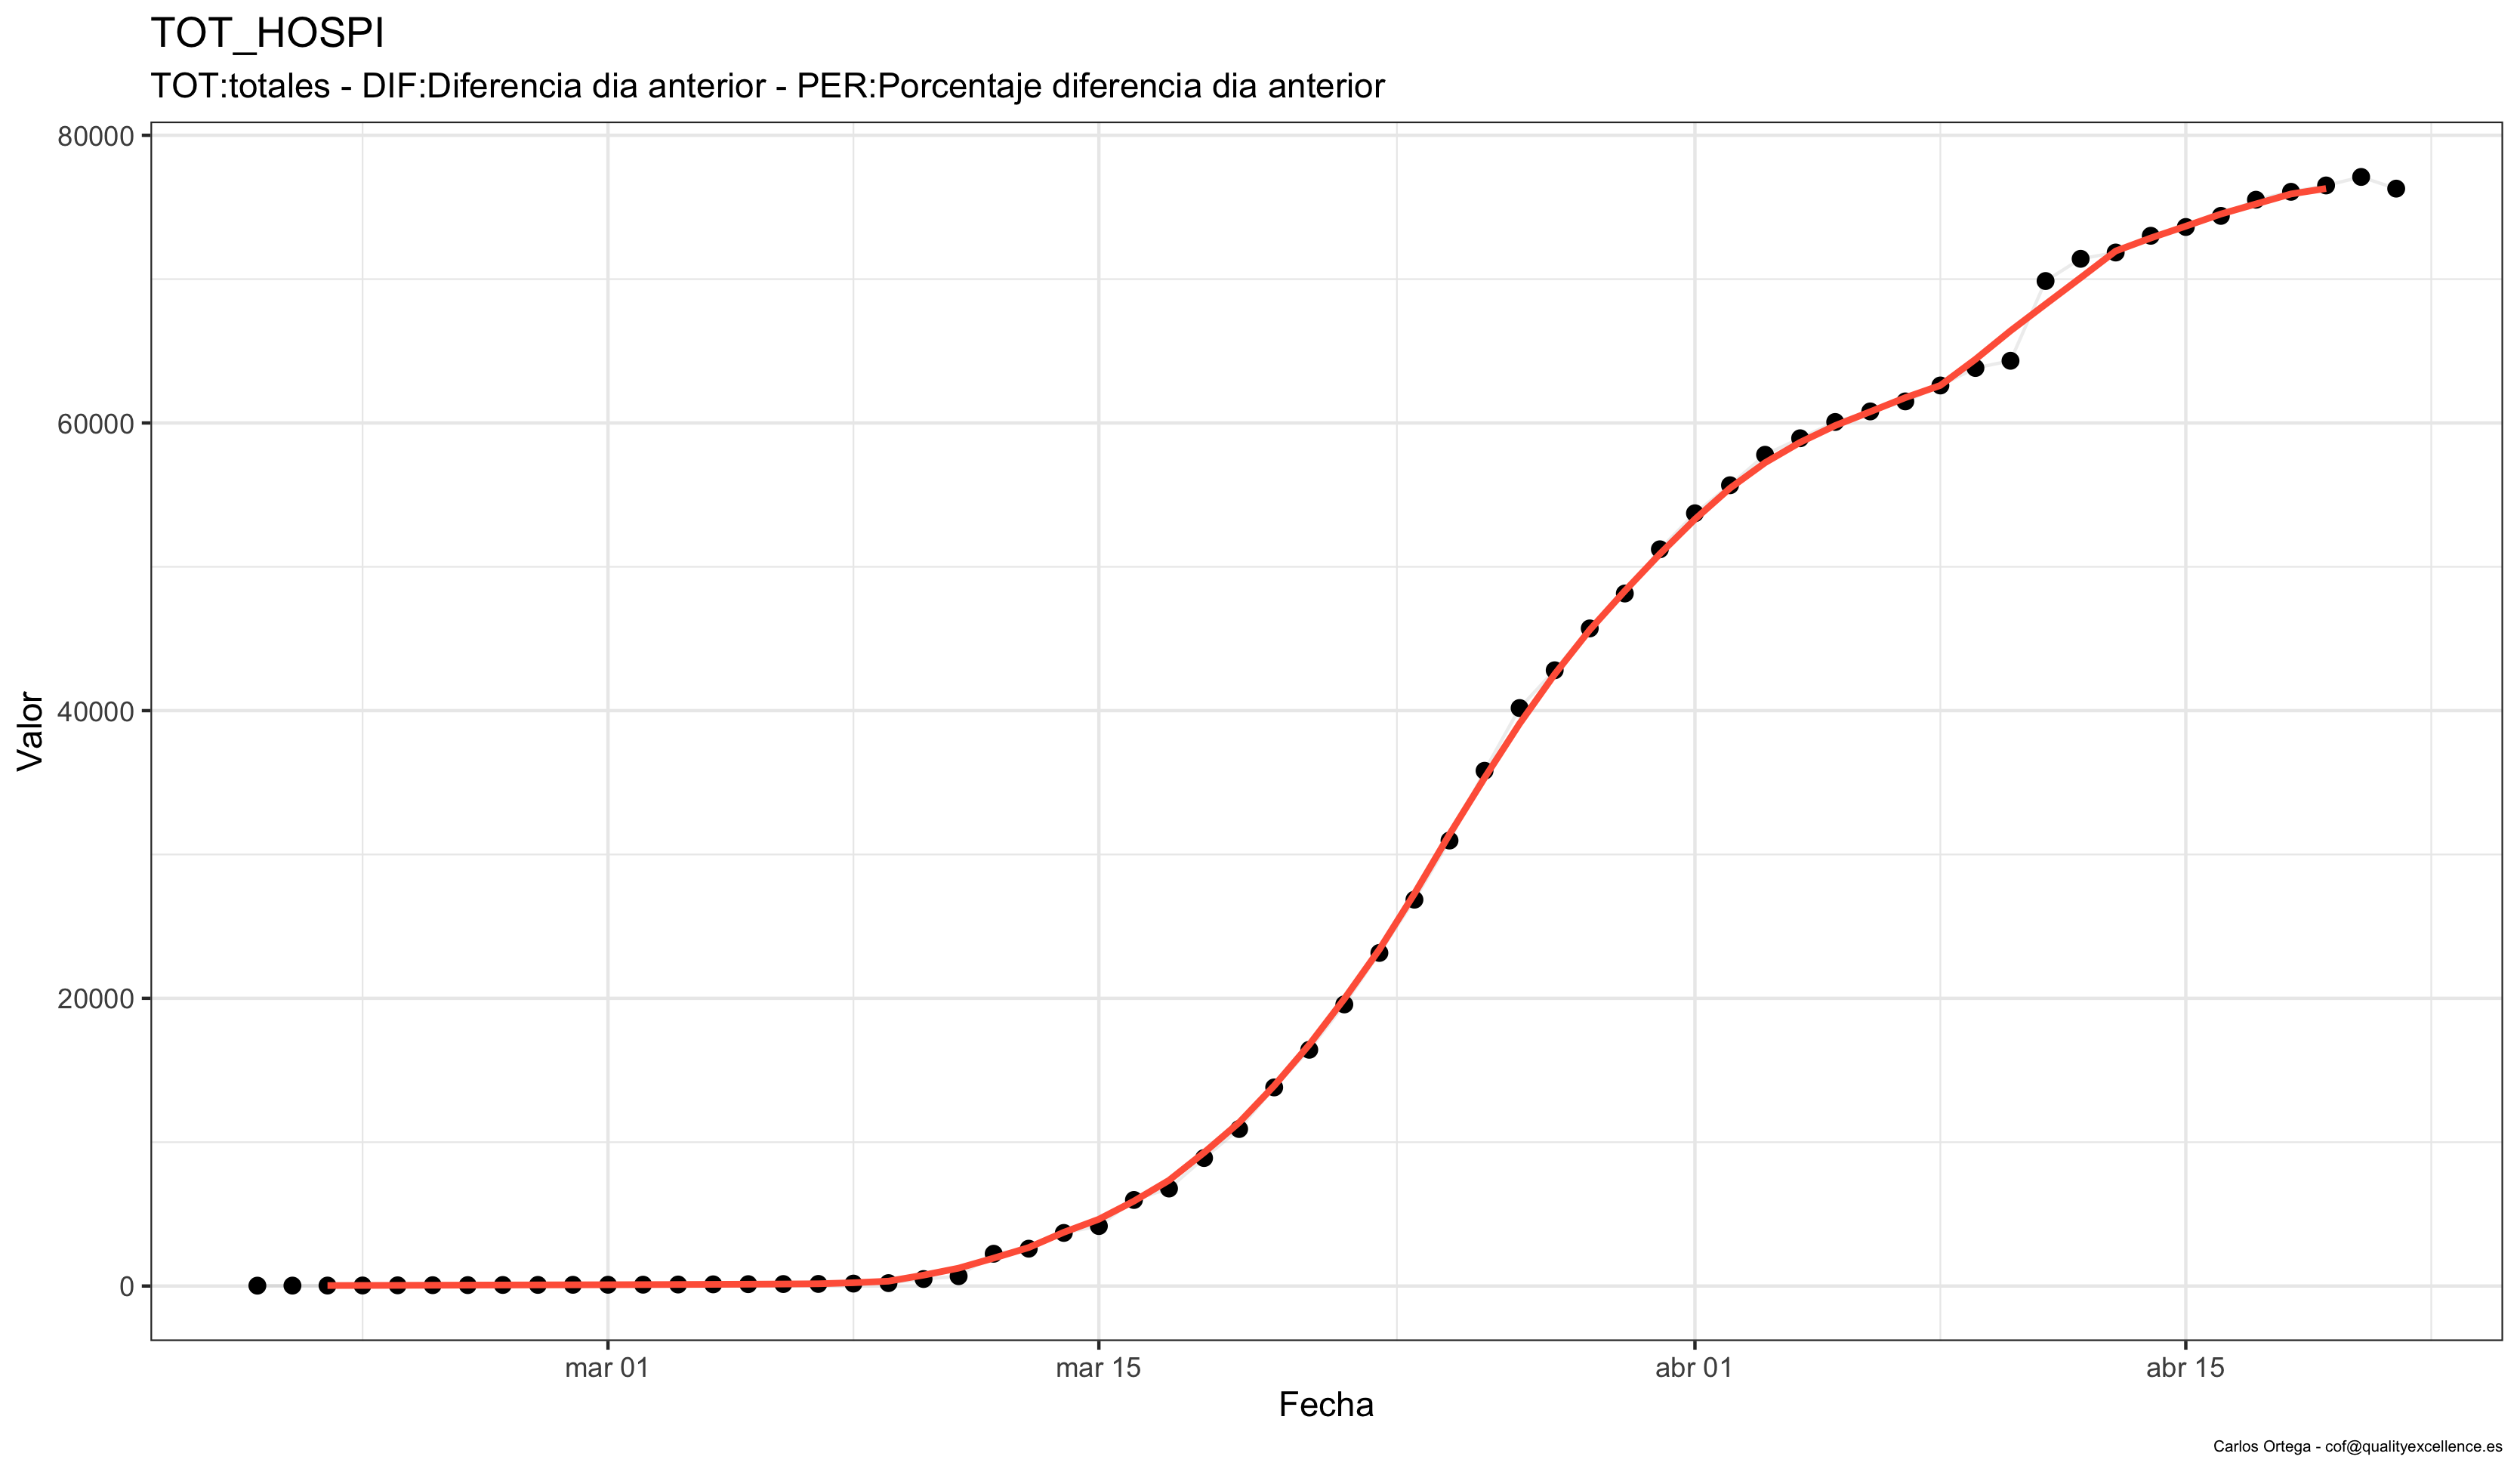 TOT_HOSPI
TOT:totales - DIF:Diferencia dia anterior - PER:Porcentaje diferencia dia anterior
80000
60000
40000
20000
0
Valor
mar 01
mar 15
abr 01
abr 15
Fecha
Carlos Ortega - cof@qualityexcellence.es